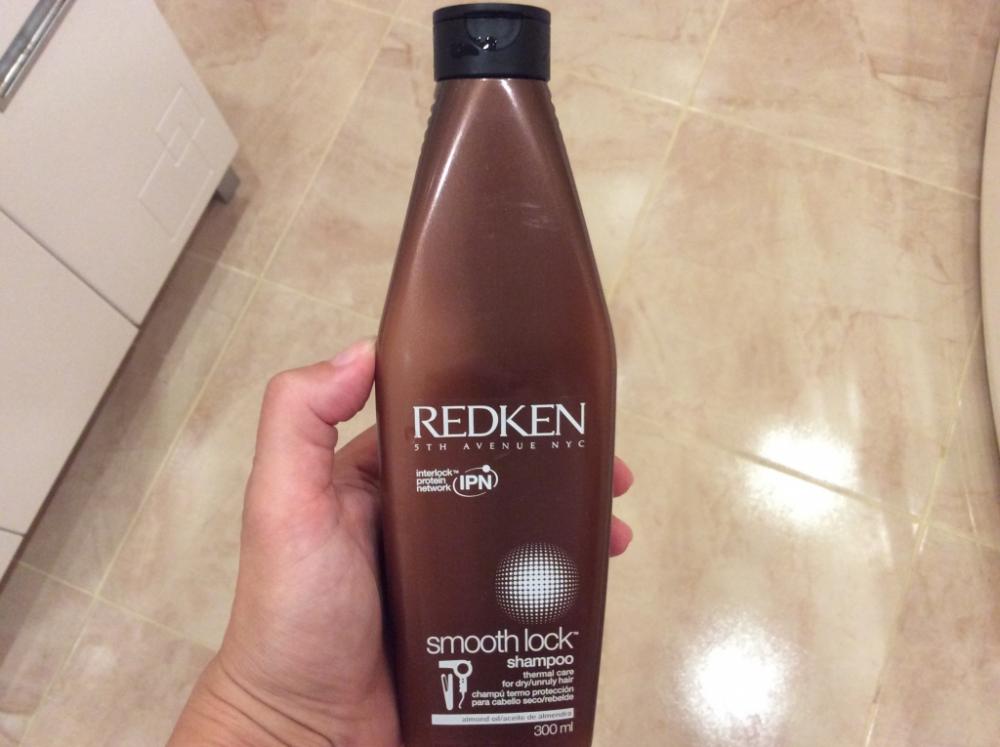 REDKEN
5TH AVENUE NYC
interlock™
protein
network IPN
smooth lock™
shampoo
thermal care
for dry/unruly hair
champú termo protección
para cabello seco/rebelde
almond oil/aceite de almendra
300 ml